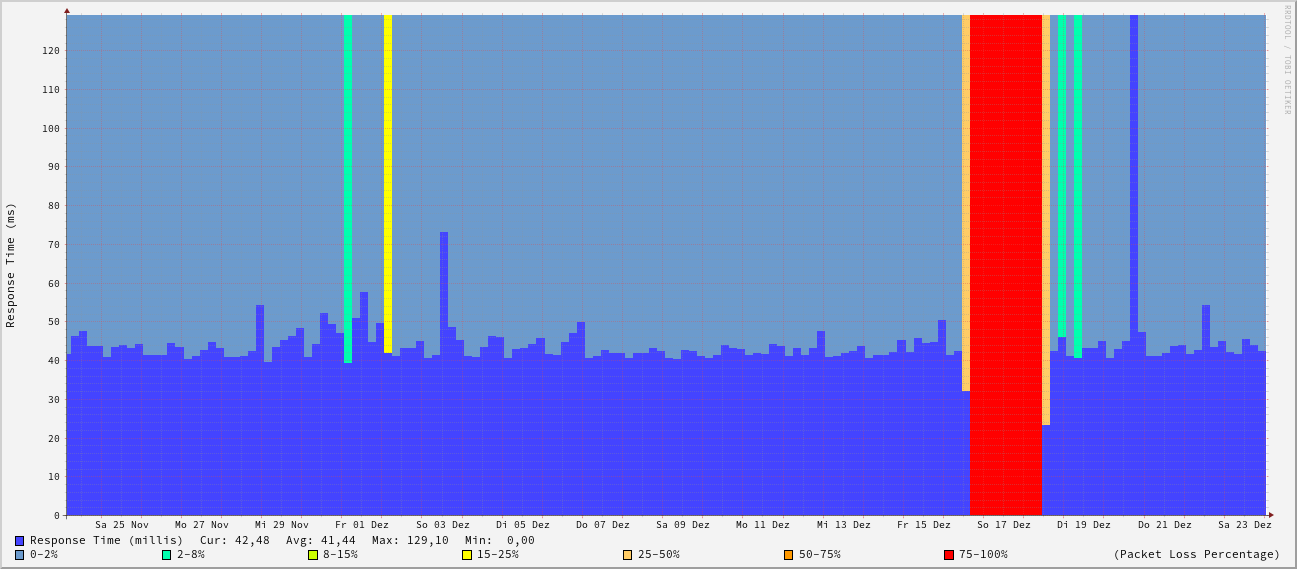 RRDTOOL / TOBI OETIKER
Response Time (ms)
120
110
100
90
80
70
60
50
40
30
20
10
0
Sa 25 Nov Mo 27 Nov Mi 29 Nov Fr 01 Dez So 03 Dez Di 05 Dez Do 07 Dez Sa 09 Dez Mo 11 Dez Mi 13 Dez Fr 15 Dez So 17 Dez Di 19 Dez Do 21 Dez Sa 23 Dez
Response Time (millis) Cur: 42,48 Avg: 41,44 Max: 129,10 Min: 0,00
0-2% 2-8% 8-15% 15-25% 25-50% 50-75% 75-100% (Packet Loss Percentage)